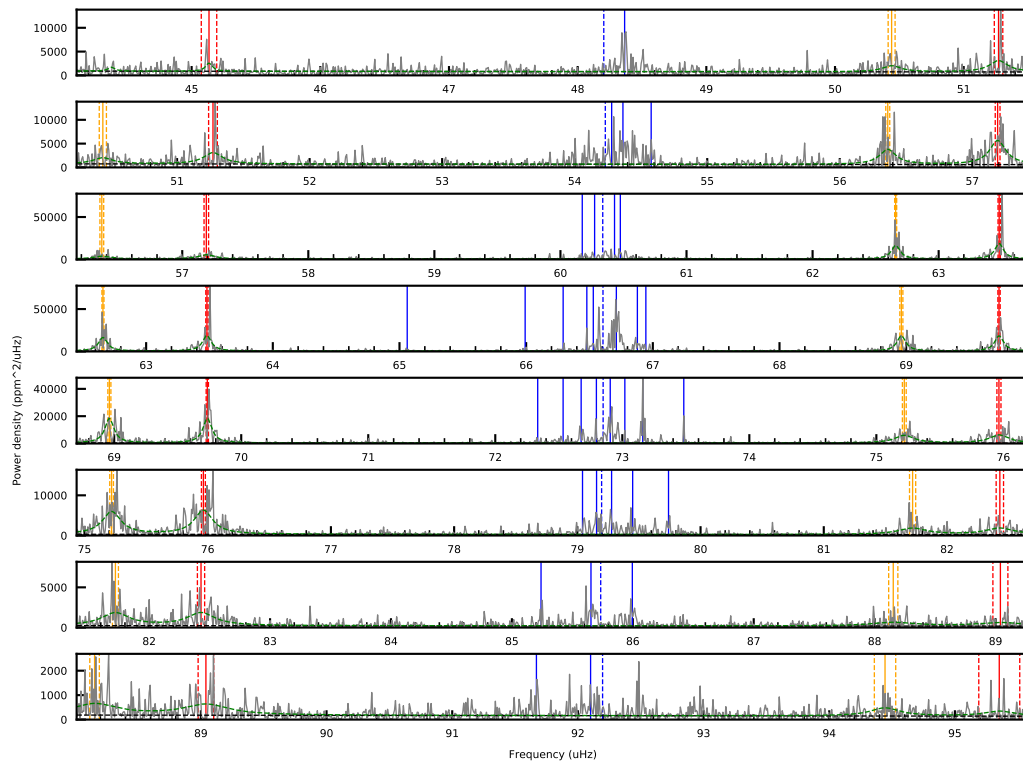 10000
5000
0
45 46 47 48 49 50 51
10000
5000
0
51 52 53 54 55 56 57
50000
0
57 58 59 60 61 62 63
50000
0
63 64 65 66 67 68 69
40000
20000
0
69 70 71 72 73 74 75 76
10000
0
75 76 77 78 79 80 81 82
5000
0
82 83 84 85 86 87 88 89
2000
1000
0
89 90 91 92 93 94 95
Power density (ppm^2/uHz)
Frequency (uHz)